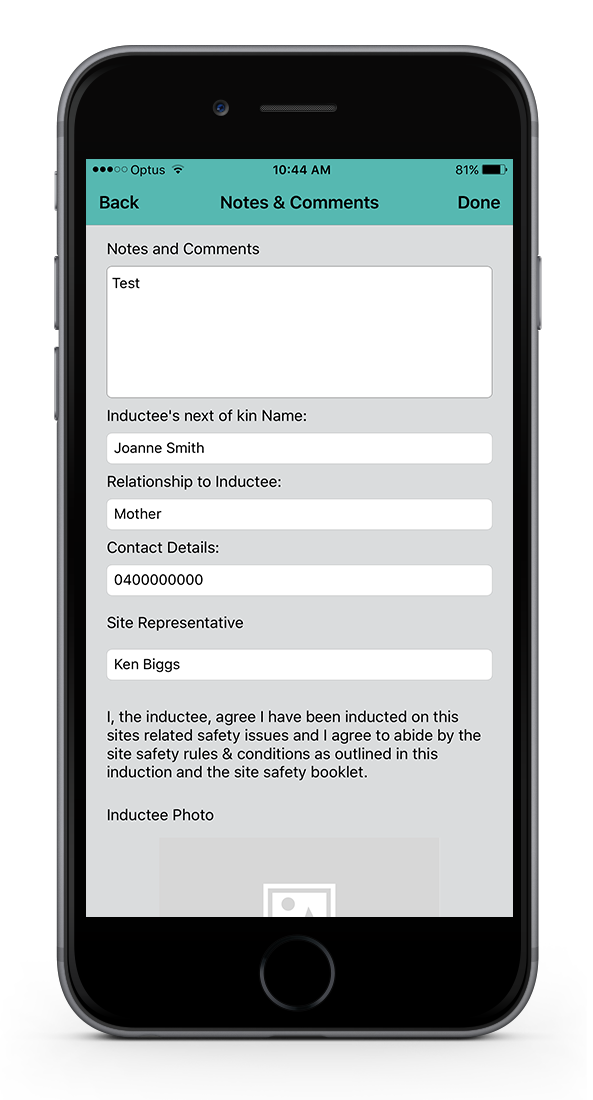 Optus 10:44 AM 81%
Back Notes & Comments Done
Notes and Comments
Test
Inductee's next of kin Name:
Joanne Smith
Relationship to Inductee:
Mother
Contact Details:
0400000000
Site Representative
Ken Biggs
I, the inductee, agree I have been inducted on this
sites related safety issues and I agree to abide by the
site safety rules & conditions as outlined in this
induction and the site safety booklet.
Inductee Photo